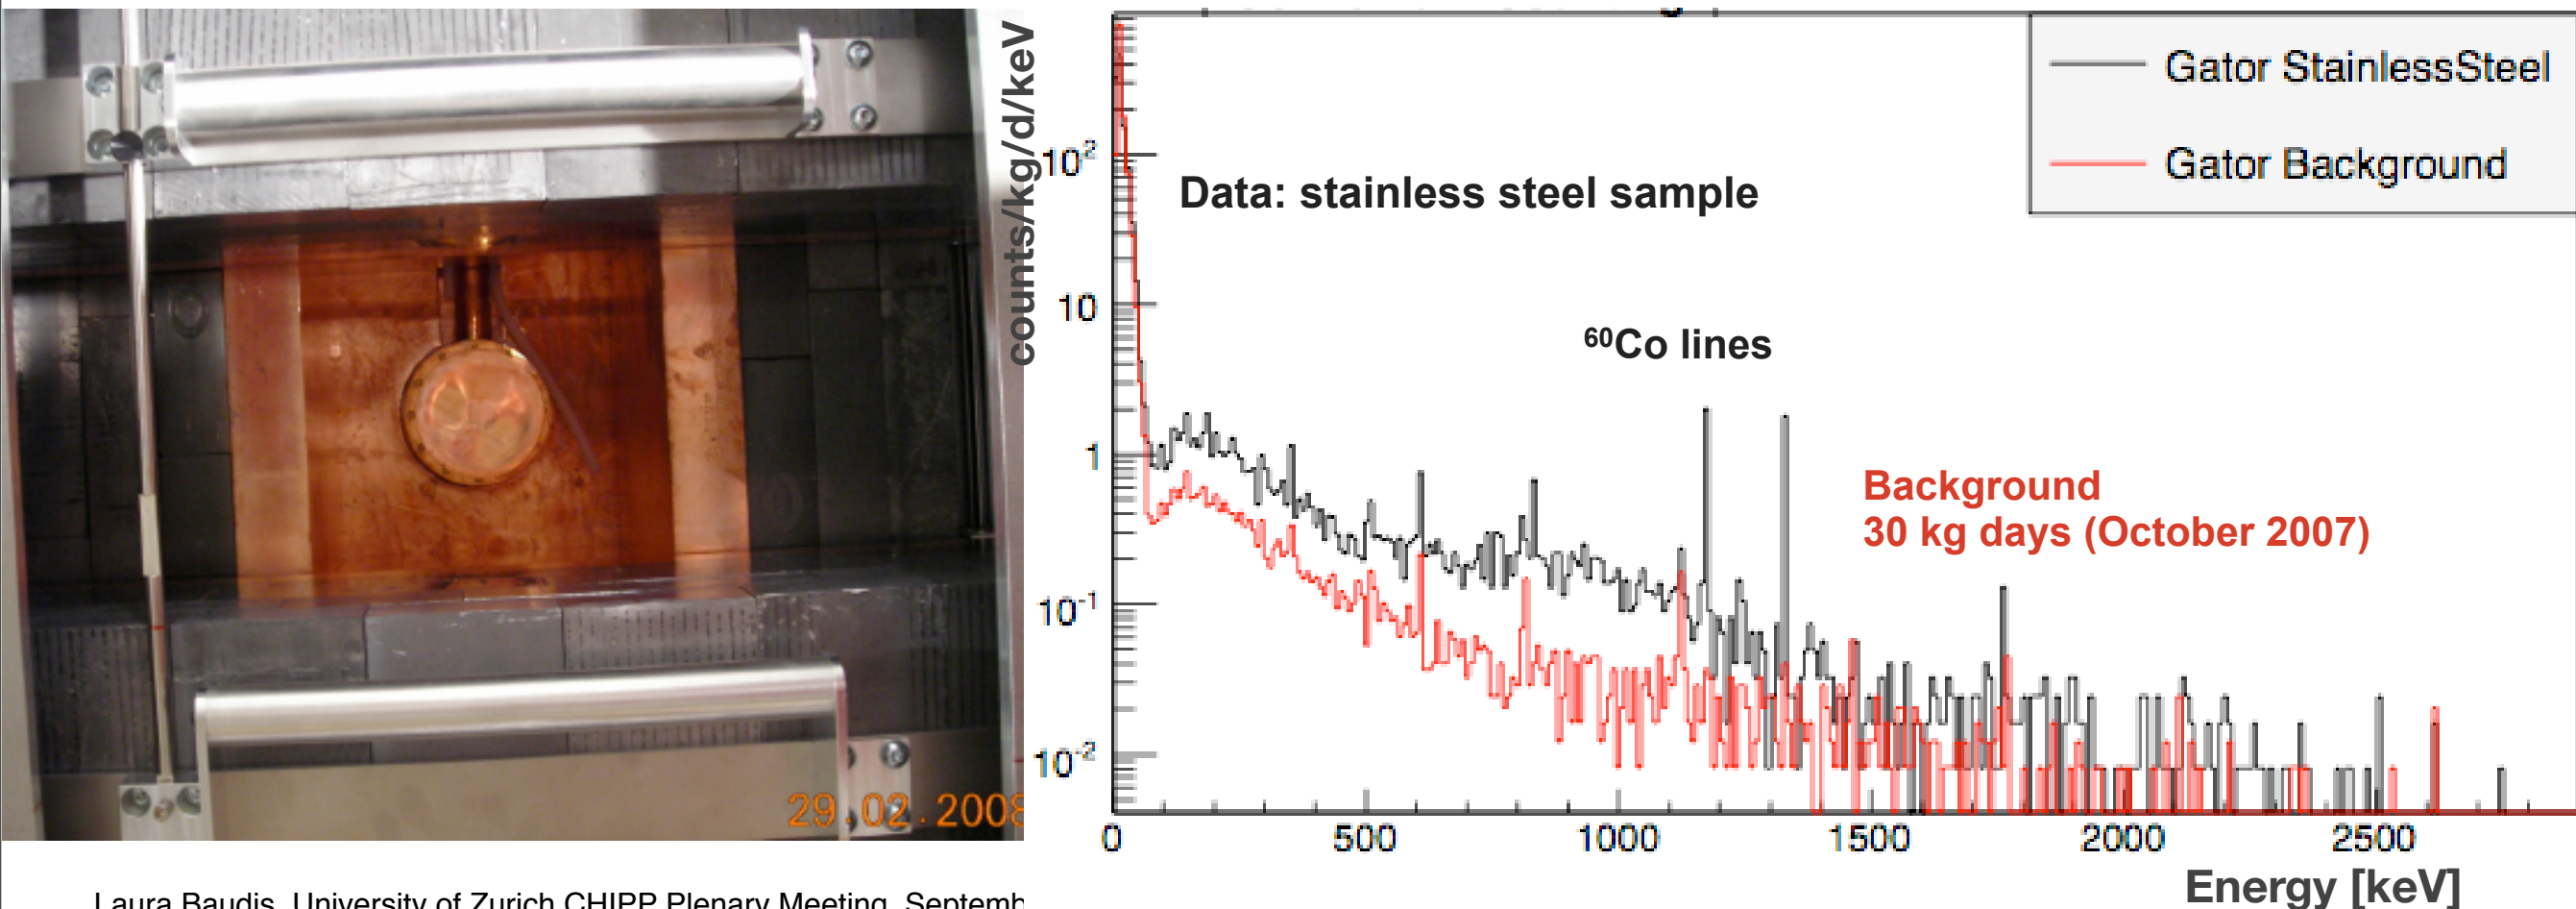 29.02.2008
Laura Baudis, University of Zurich CHIPP Plenary Meeting,
counts/kg/d/keV
Gator StainlessSteel
Gator Background
Data: stainless steel sample
⁶⁰Co lines
Background
30 kg days (October 2007)
10²
10
1
10⁻¹
10⁻²
0 500 1000 1500 2000 2500
Energy [keV]